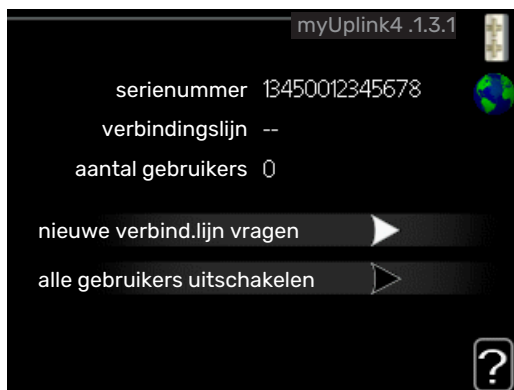 myUplink4 .1.3.1
serienummer 13450012345678
verbindingslijn --
aantal gebruikers 0
nieuwe verbind.lijn vragen
alle gebruikers uitschakelen
?